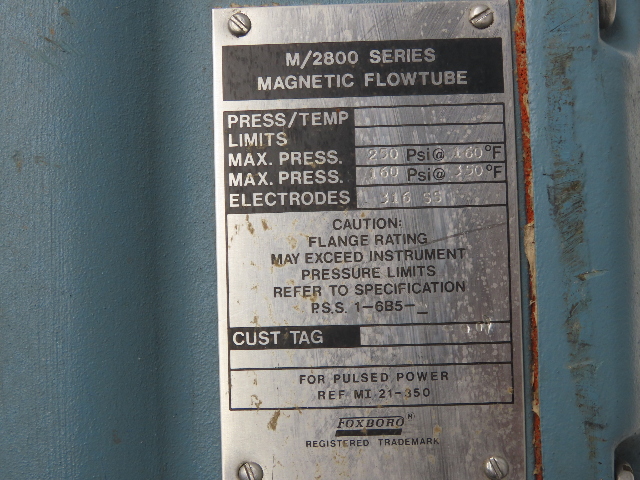 M/2800 SERIES
MAGNETIC FLOWTUBE
PRESS/TEMP
LIMITS
MAX. PRESS. 250 Psi@ 160°F
MAX. PRESS. 160 Psi@ 350°F
ELECTRODES 316 SS
CAUTION:
FLANGE RATING
MAY EXCEED INSTRUMENT
PRESSURE LIMITS
REFER TO SPECIFICATION
P.S.S. 1-6B5-_
CUST TAG
FOR PULSED POWER
REF MI 21-350
FOXBORO®
REGISTERED TRADEMARK